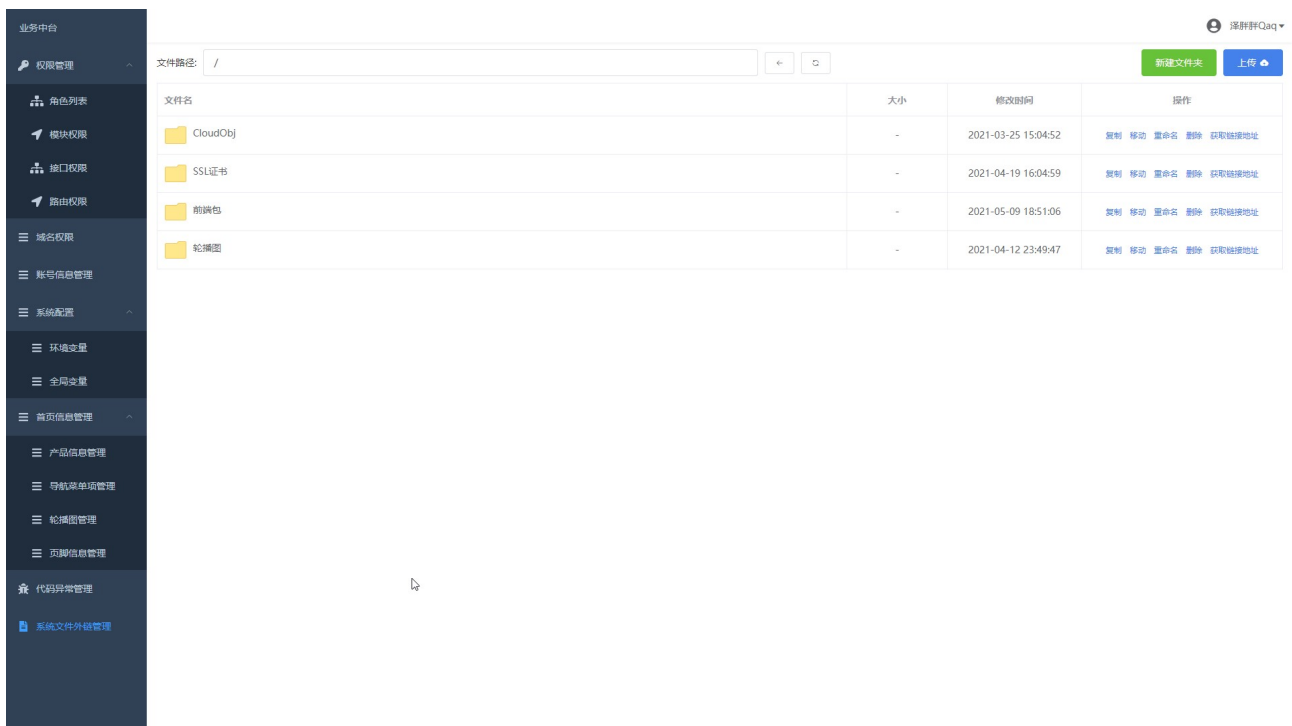 业务中台
泽胖胖Qaq
权限管理
角色列表
模块权限
接口权限
路由权限
域名权限
账号信息管理
系统配置
环境变量
全局变量
首页信息管理
产品信息管理
导航菜单项管理
轮播图管理
页脚信息管理
代码异常管理
系统文件外链管理
文件路径: /
新建文件夹 上传
文件名 大小 修改时间 操作
CloudObj - 2021-03-25 15:04:52 复制 移动 重命名 删除 获取链接地址
SSL证书 - 2021-04-19 16:04:59 复制 移动 重命名 删除 获取链接地址
前端包 - 2021-05-09 18:51:06 复制 移动 重命名 删除 获取链接地址
轮播图 - 2021-04-12 23:49:47 复制 移动 重命名 删除 获取链接地址